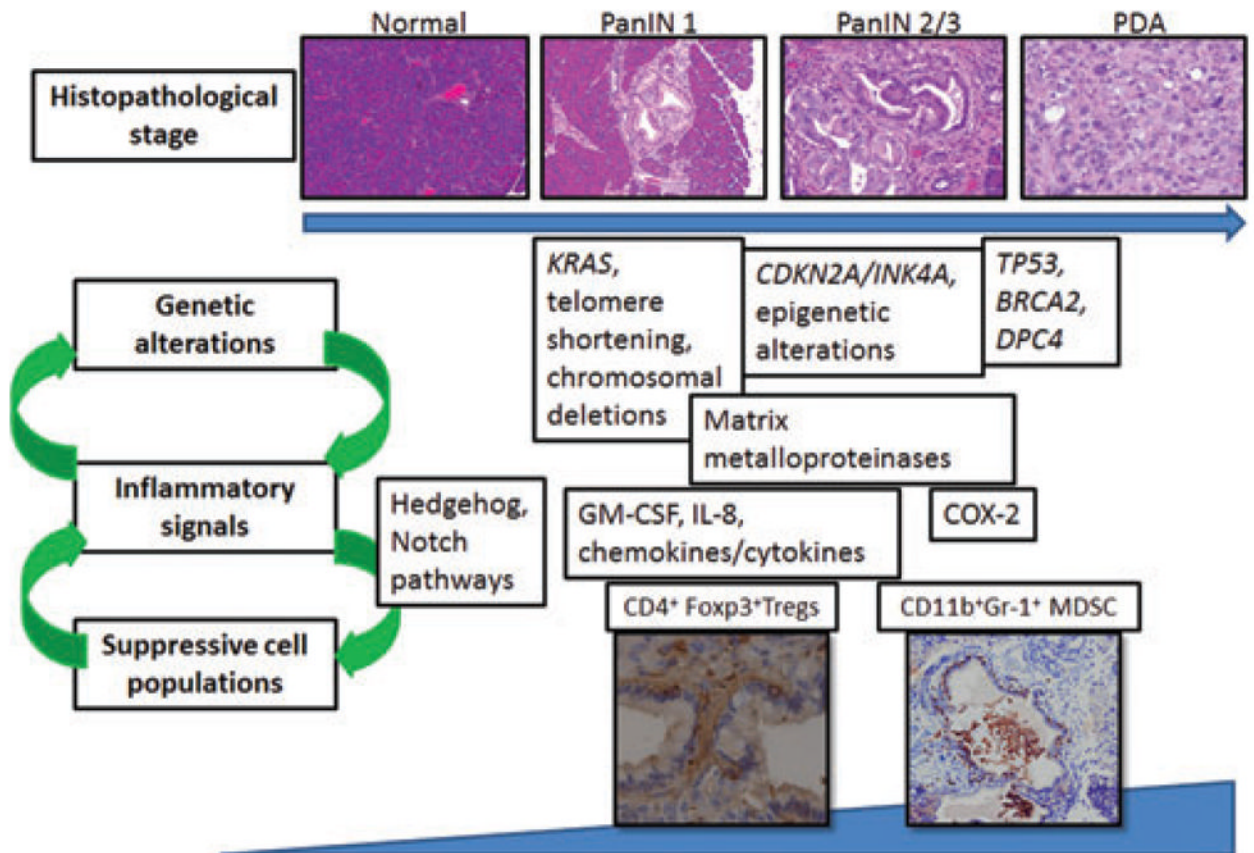 Normal
PanIN 1
PanIN 2/3
PDA
Histopathological
stage
KRAS,
telomere
shortening,
chromosomal
deletions
CDKN2A/INK4A,
epigenetic
alterations
TP53,
BRCA2,
DPC4
Genetic
alterations
Matrix
metalloproteinases
Inflammatory
signals
Hedgehog,
Notch
pathways
GM-CSF, IL-8,
chemokines/cytokines
COX-2
Suppressive cell
populations
CD4⁺ Foxp3⁺Tregs
CD11b⁺Gr-1⁺ MDSC